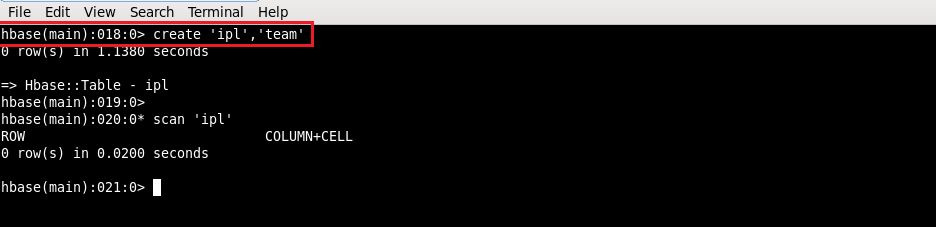 File Edit View Search Terminal Help
hbase(main):018:0> create 'ipl','team'
0 row(s) in 1.1380 seconds
=> Hbase::Table - ipl
hbase(main):019:0>
hbase(main):020:0* scan 'ipl'
ROW COLUMN+CELL
0 row(s) in 0.0200 seconds
hbase(main):021:0>